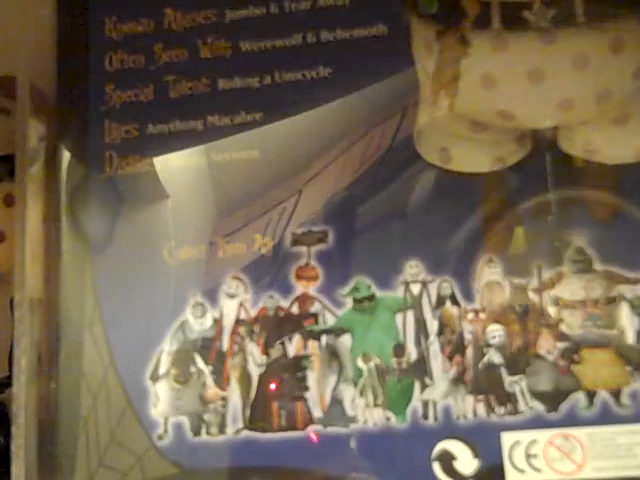 Known Aliases: Jumbo & Tear Away
Often Seen With: Werewolf & Behemoth
Special Talent: Riding a Unicycle
Likes: Anything Macabre
Collect Them All
CE